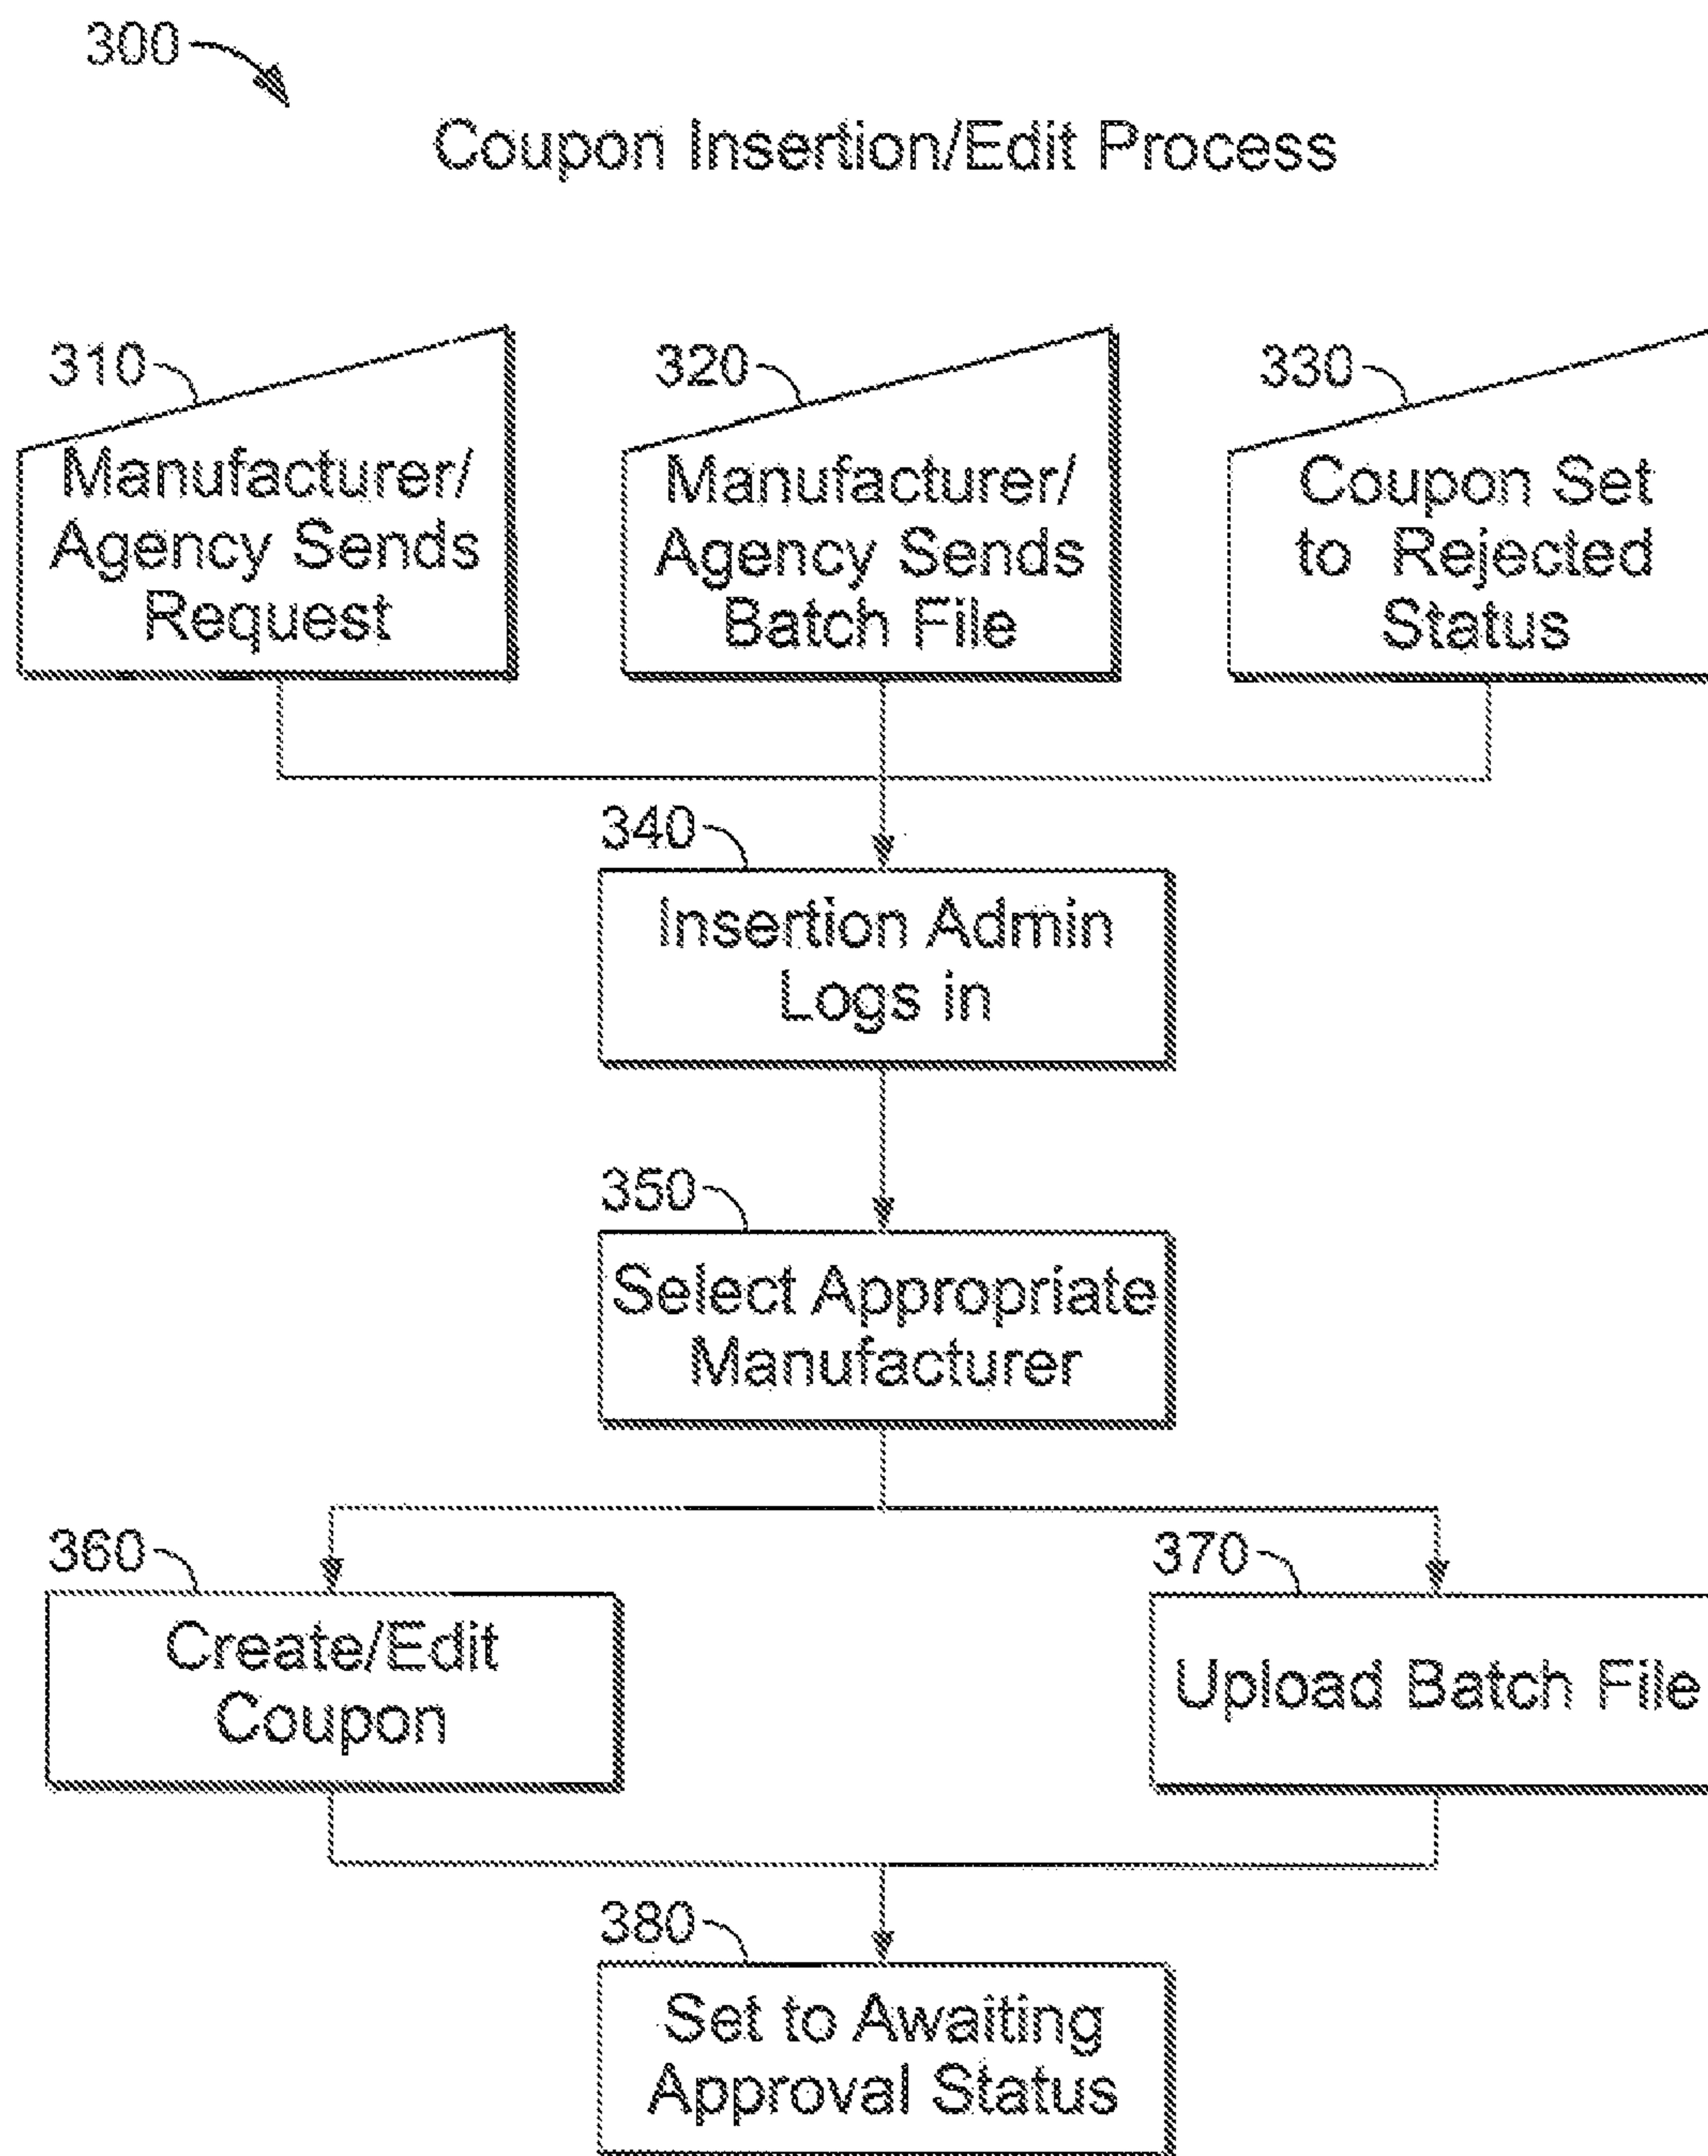 300
Coupon Insertion/Edit Process
310
Manufacturer/
Agency Sends
Request
320
Manufacturer/
Agency Sends
Batch File
330
Coupon Set
to Rejected
Status
340
Insertion Admin
Logs in
350
Select Appropriate
Manufacturer
360
Create/Edit
Coupon
370
Upload Batch File
380
Set to Awaiting
Approval Status